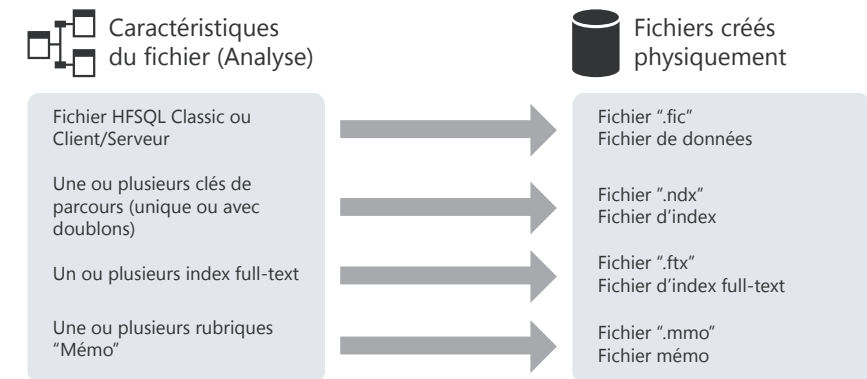 Caractéristiques
du fichier (Analyse)
Fichiers créés
physiquement
Fichier HFSQL Classic ou
Client/Serveur
Fichier “.fic”
Fichier de données
Une ou plusieurs clés de
parcours (unique ou avec
doublons)
Fichier “.ndx”
Fichier d’index
Un ou plusieurs index full-text
Fichier “.ftx”
Fichier d’index full-text
Une ou plusieurs rubriques
“Mémo”
Fichier “.mmo”
Fichier mémo